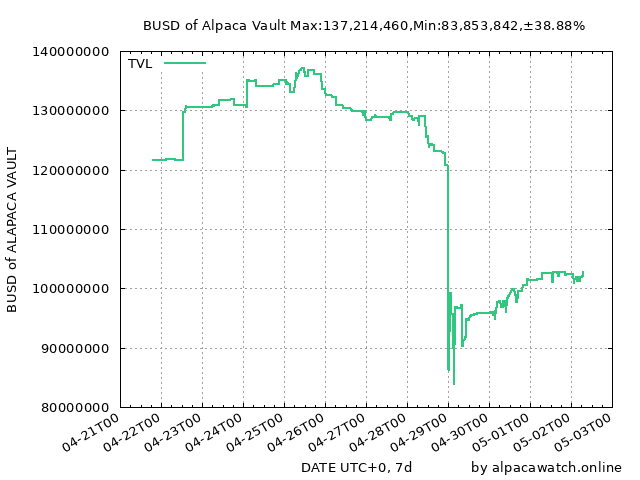 BUSD of Alpaca Vault Max:137,214,460,Min:83,853,842,±38.88%
TVL
140000000
130000000
120000000
110000000
100000000
90000000
80000000
BUSD of ALAPACA VAULT
04-21T00
04-22T00
04-23T00
04-24T00
04-25T00
04-26T00
04-27T00
04-28T00
04-29T00
04-30T00
05-01T00
05-02T00
05-03T00
DATE UTC+0, 7d
by alpacawatch.online